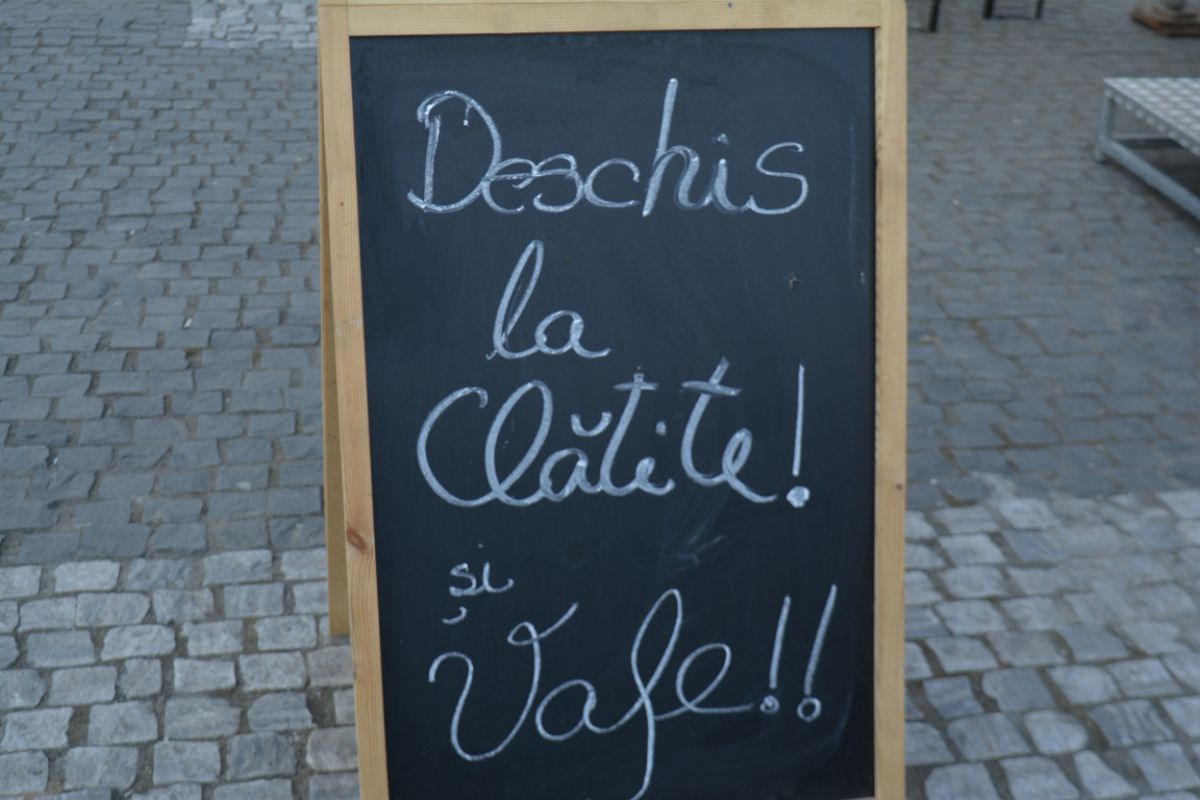 Deschis
la
Clătite!
și
Vafe!!